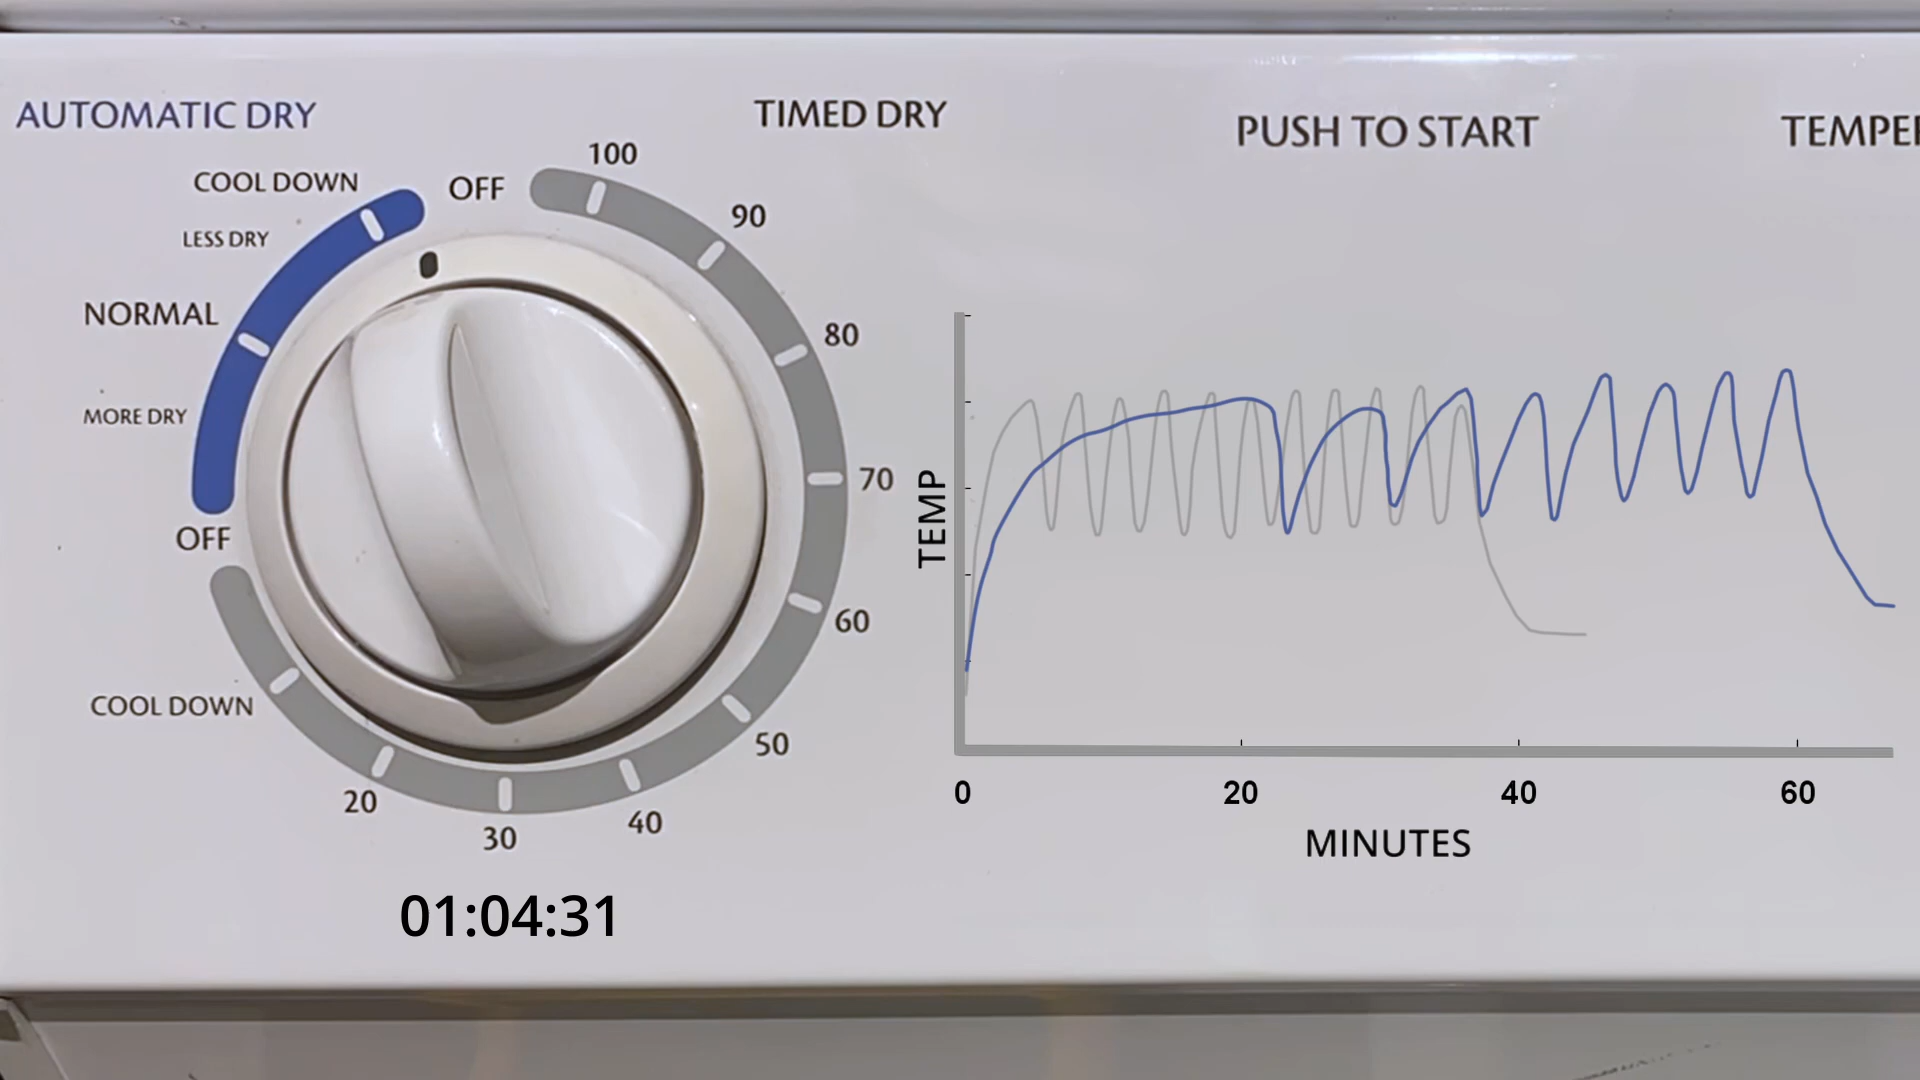 AUTOMATIC DRY
TIMED DRY
PUSH TO START
TEMPE
COOL DOWN
OFF
100
LESS DRY
90
NORMAL
80
MORE DRY
70
OFF
60
COOL DOWN
50
20
40
30
01:04:31
TEMP
0 20 40 60
MINUTES